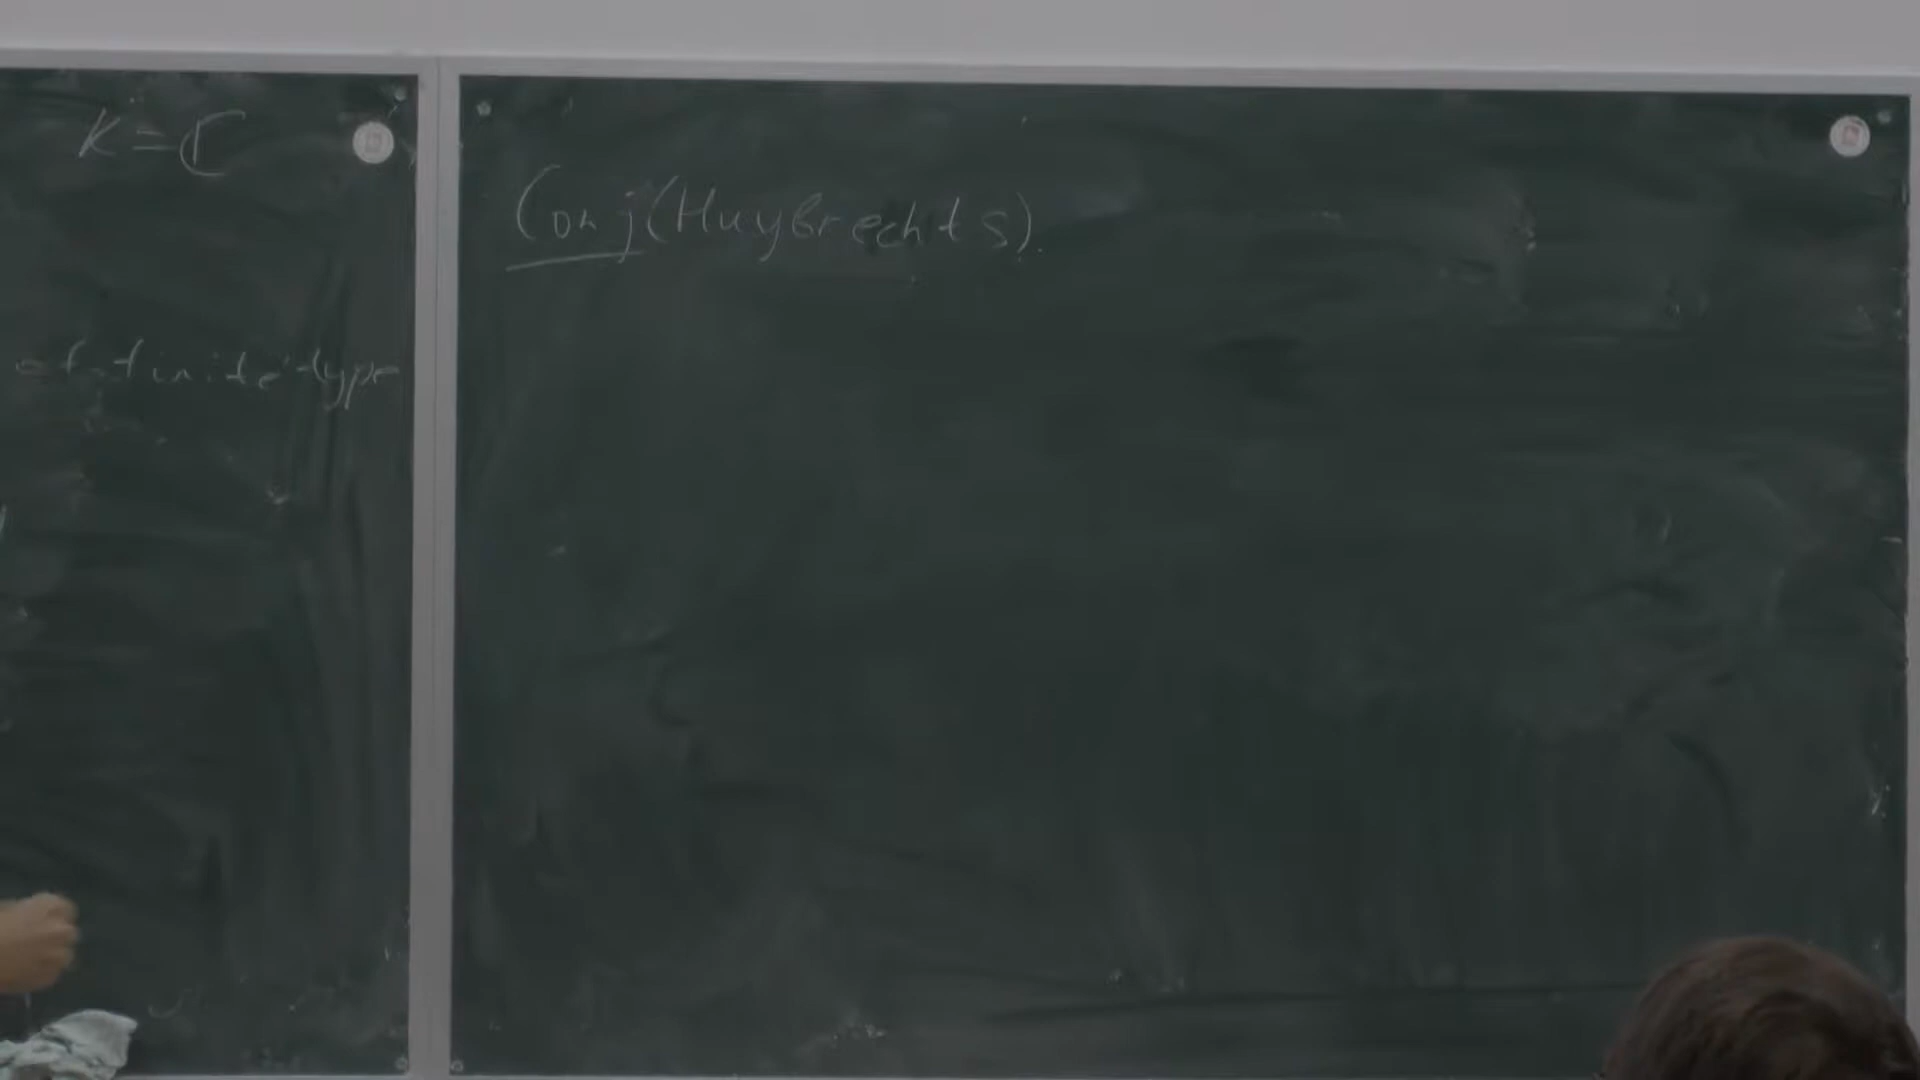 K = ℂ
of finite type
Conj (Huybrechts).